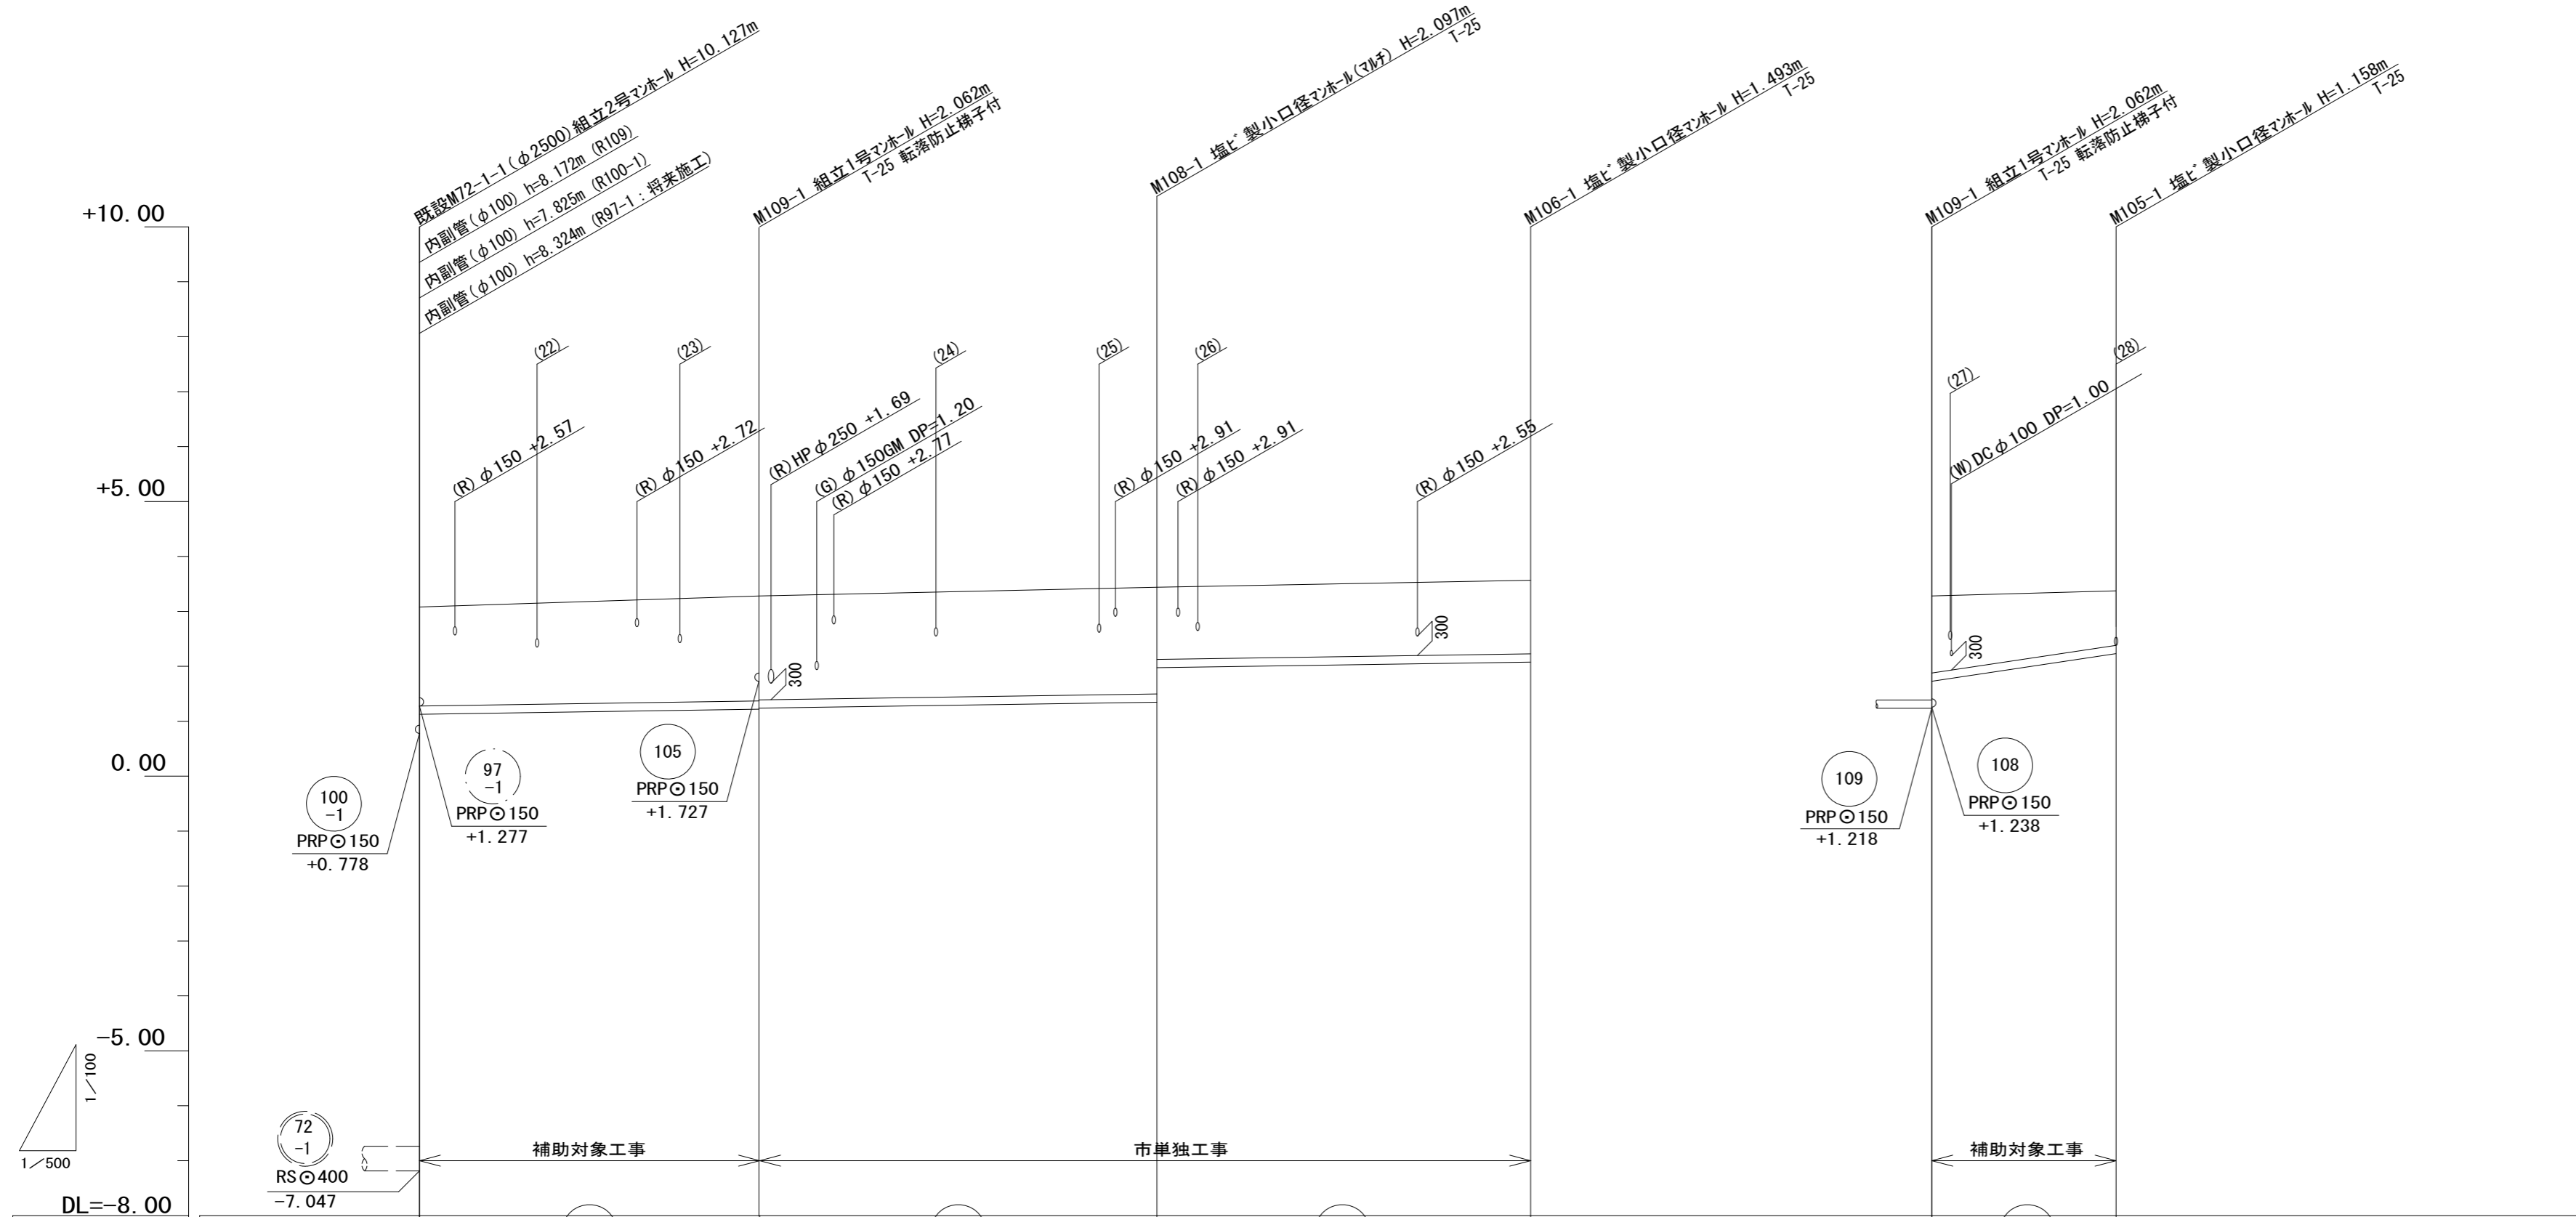 既設M72-1-1(φ2500)組立2号マンホール H=10.127m
内副管(φ100) h=8.172m (R109)
内副管(φ100) h=7.825m (R100-1)
内副管(φ100) h=8.324m (R97-1:将来施工)
M109-1 組立1号マンホール H=2.062m
T-25 転落防止梯子付
M108-1 塩ビ製小口径マンホール(マルチ) H=2.097m
T-25
M106-1 塩ビ製小口径マンホール H=1.493m
T-25
M109-1 組立1号マンホール H=2.062m
T-25 転落防止梯子付
M105-1 塩ビ製小口径マンホール H=1.158m
T-25
+10.00
+5.00
0.00
-5.00
DL=-8.00
(22)
(23)
(24)
(25)
(26)
(27)
(28)
(R)φ150 +2.57
(R)φ150 +2.72
(R)HPφ250 +1.69
(G)φ150GM DP=1.20
(R)φ150 +2.77
(R)φ150 +2.91
(R)φ150 +2.91
(R)φ150 +2.55
(W)DCφ100 DP=1.00
300
300
300
100
-1
PRP⊙150
+0.778
97
-1
PRP⊙150
+1.277
105
PRP⊙150
+1.727
109
PRP⊙150
+1.218
108
PRP⊙150
+1.238
1/100
1/500
72
-1
RS⊙400
-7.047
補助対象工事
市単独工事
補助対象工事